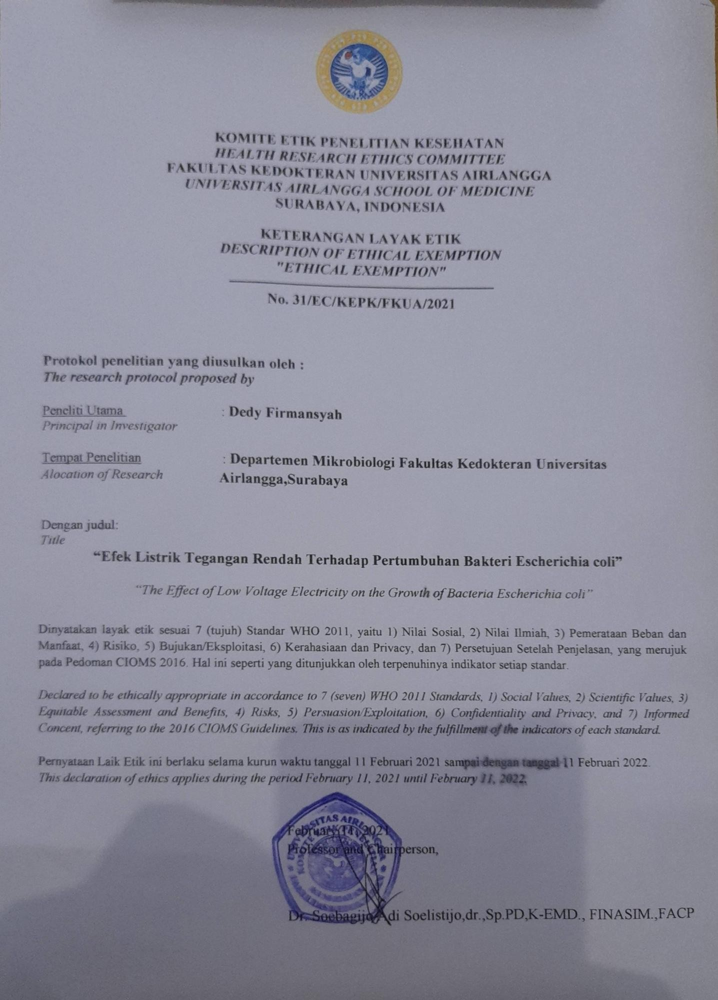 KOMITE ETIK PENELITIAN KESEHATAN
HEALTH RESEARCH ETHICS COMMITTEE
FAKULTAS KEDOKTERAN UNIVERSITAS AIRLANGGA
UNIVERSITAS AIRLANGGA SCHOOL OF MEDICINE
SURABAYA, INDONESIA
KETERANGAN LAYAK ETIK
DESCRIPTION OF ETHICAL EXEMPTION
"ETHICAL EXEMPTION"
No. 31/EC/KEPK/FKUA/2021
Protokol penelitian yang diusulkan oleh :
The research protocol proposed by
Peneliti Utama : Dedy Firmansyah
Principal in Investigator
Tempat Penelitian : Departemen Mikrobiologi Fakultas Kedokteran Universitas
Alocation of Research Airlangga,Surabaya
Dengan judul:
Title
“Efek Listrik Tegangan Rendah Terhadap Pertumbuhan Bakteri Escherichia coli”
“The Effect of Low Voltage Electricity on the Growth of Bacteria Escherichia coli”
Dinyatakan layak etik sesuai 7 (tujuh) Standar WHO 2011, yaitu 1) Nilai Sosial, 2) Nilai Ilmiah, 3) Pemerataan Beban dan
Manfaat, 4) Risiko, 5) Bujukan/Eksploitasi, 6) Kerahasiaan dan Privacy, dan 7) Persetujuan Setelah Penjelasan, yang merujuk
pada Pedoman CIOMS 2016. Hal ini seperti yang ditunjukkan oleh terpenuhinya indikator setiap standar.
Declared to be ethically appropriate in accordance to 7 (seven) WHO 2011 Standards, 1) Social Values, 2) Scientific Values, 3)
Equitable Assessment and Benefits, 4) Risks, 5) Persuasion/Exploitation, 6) Confidentiality and Privacy, and 7) Informed
Concent, referring to the 2016 CIOMS Guidelines. This is as indicated by the fulfillment of the indicators of each standard.
Pernyataan Laik Etik ini berlaku selama kurun waktu tanggal 11 Februari 2021 sampai dengan tanggal 11 Februari 2022.
This declaration of ethics applies during the period February 11, 2021 until February 11, 2022.
UNIVERSITAS AIRLANGGA
KOMITE ETIK PENELITIAN
KESEHATAN
February 11, 2021
Professor and Chairperson,
Dr. Soebagijo Adi Soelistijo,dr.,Sp.PD,K-EMD., FINASIM.,FACP